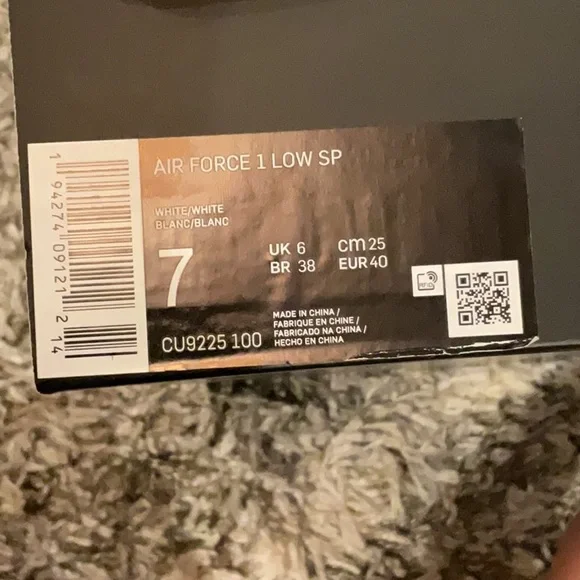 AIR FORCE 1 LOW SP
WHITE/WHITE
BLANC/BLANC
7
UK 6
BR 38
cm 25
EUR 40
MADE IN CHINA /
FABRIQUE EN CHINE /
FABRICADO NA CHINA /
HECHO EN CHINA
CU9225 100
1 94274 09121 2 14